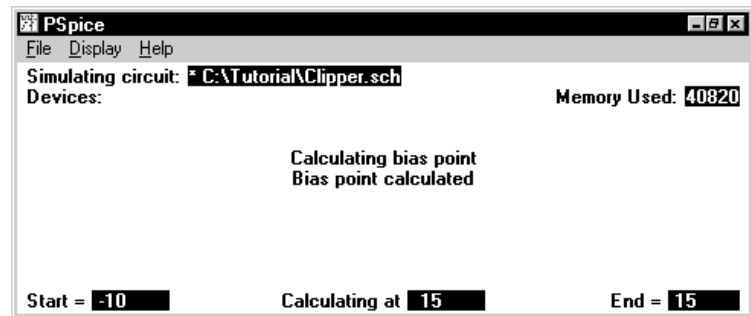 PSpice
File Display Help
Simulating circuit: * C:\Tutorial\Clipper.sch
Devices: Memory Used: 40820
Calculating bias point
Bias point calculated
Start = -10 Calculating at 15 End = 15